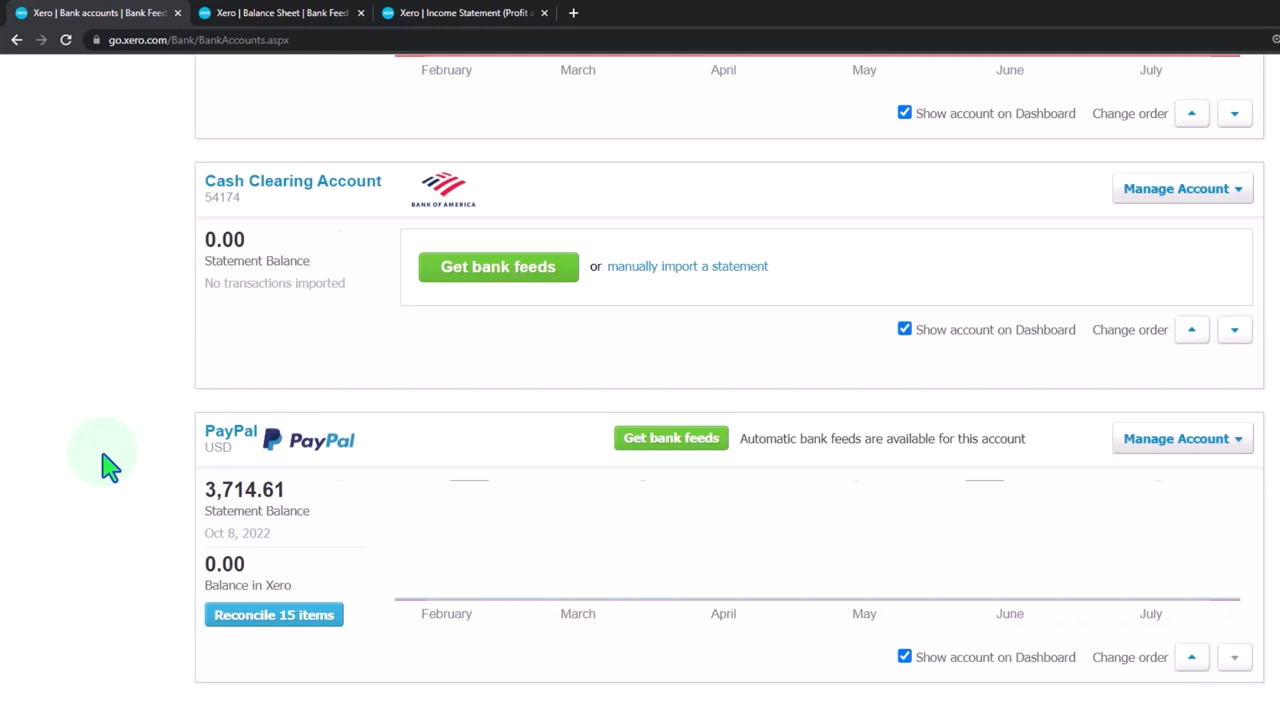 Xero | Bank accounts | Bank Feed
Xero | Balance Sheet | Bank Feed
Xero | Income Statement (Profit a
go.xero.com/Bank/BankAccounts.aspx
February March April May June July
Show account on Dashboard Change order
Cash Clearing Account
54174
BANK OF AMERICA
Manage Account
0.00
Statement Balance
No transactions imported
Get bank feeds or manually import a statement
Show account on Dashboard Change order
PayPal
USD
PayPal
Get bank feeds Automatic bank feeds are available for this account
Manage Account
3,714.61
Statement Balance
Oct 8, 2022
0.00
Balance in Xero
Reconcile 15 items
February March April May June July
Show account on Dashboard Change order